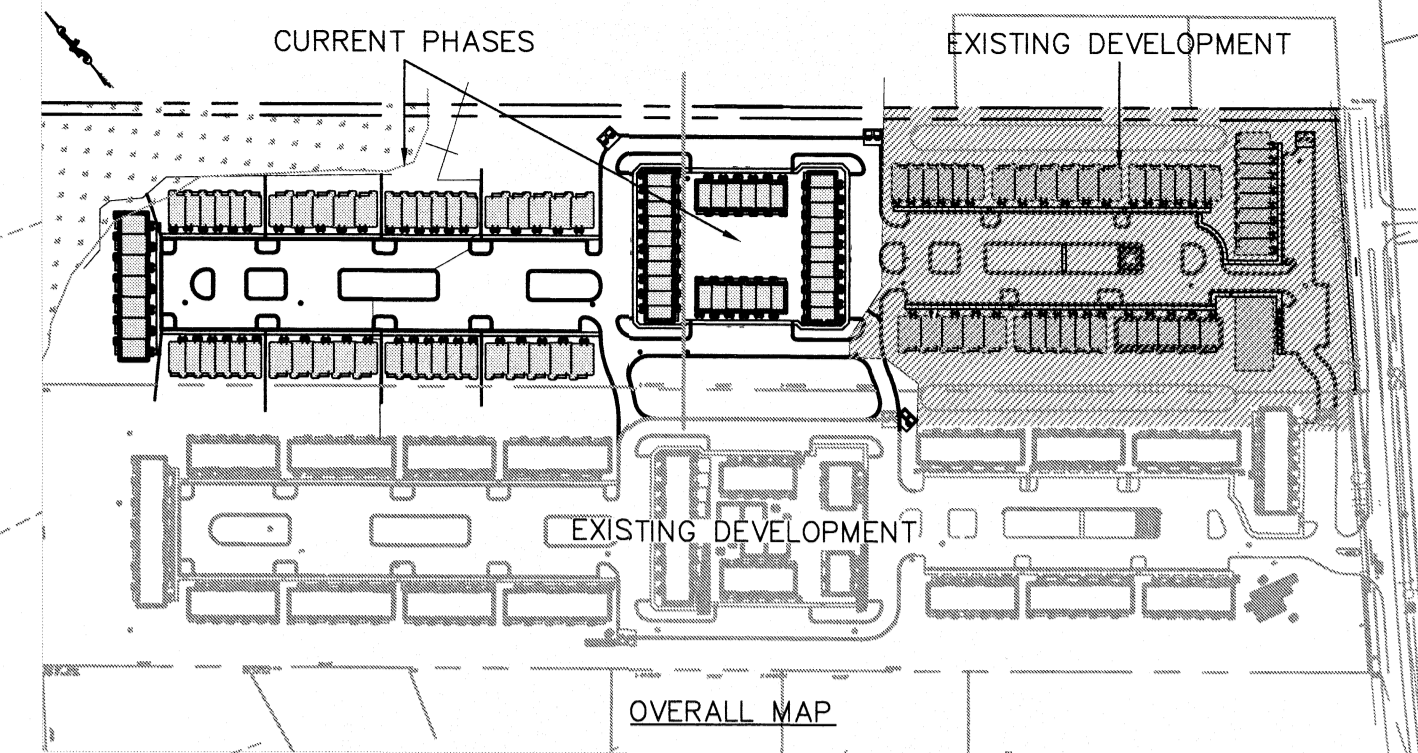 CURRENT PHASES
EXISTING DEVELOPMENT
EXISTING DEVELOPMENT
OVERALL MAP